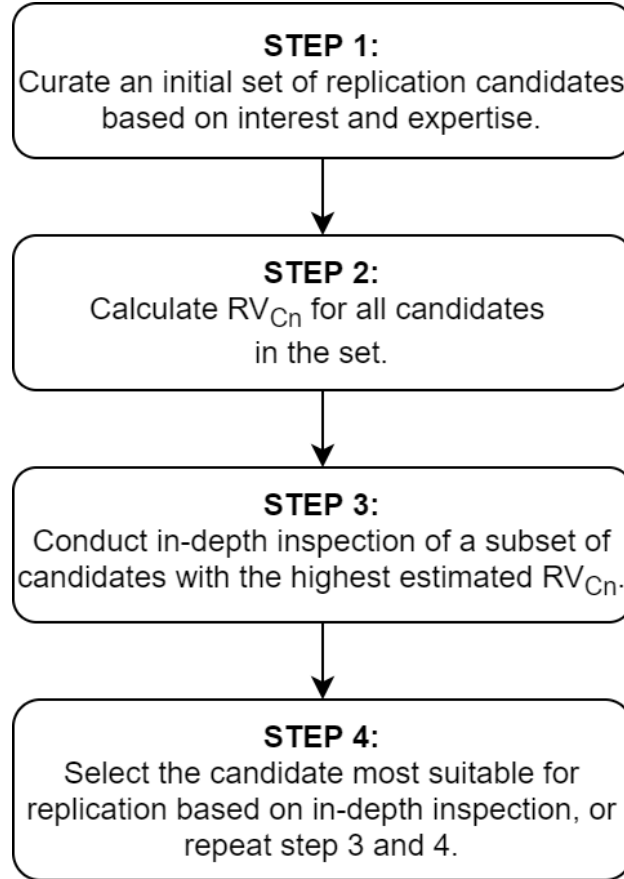 STEP 1:
Curate an initial set of replication candidates
based on interest and expertise.
STEP 2:
Calculate RV_Cn for all candidates
in the set.
STEP 3:
Conduct in-depth inspection of a subset of
candidates with the highest estimated RV_Cn.
STEP 4:
Select the candidate most suitable for
replication based on in-depth inspection, or
repeat step 3 and 4.